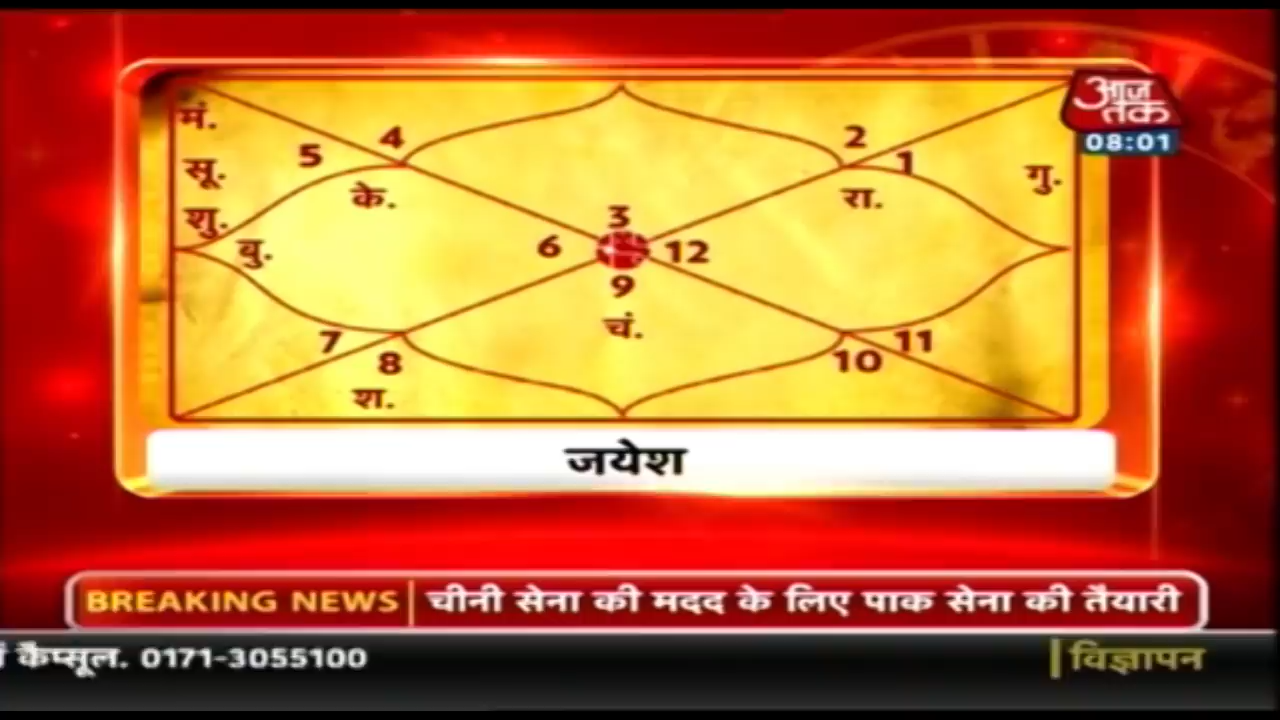 आज
तक
08:01
मं.
4
2
5
1
सू.
गु.
के.
रा.
शु.
3
बु.
6
12
9
चं.
7
11
8
10
श.
जयेश
BREAKING NEWS चीनी सेना की मदद के लिए पाक सेना की तैयारी
कैप्सूल. 0171-3055100
विज्ञापन